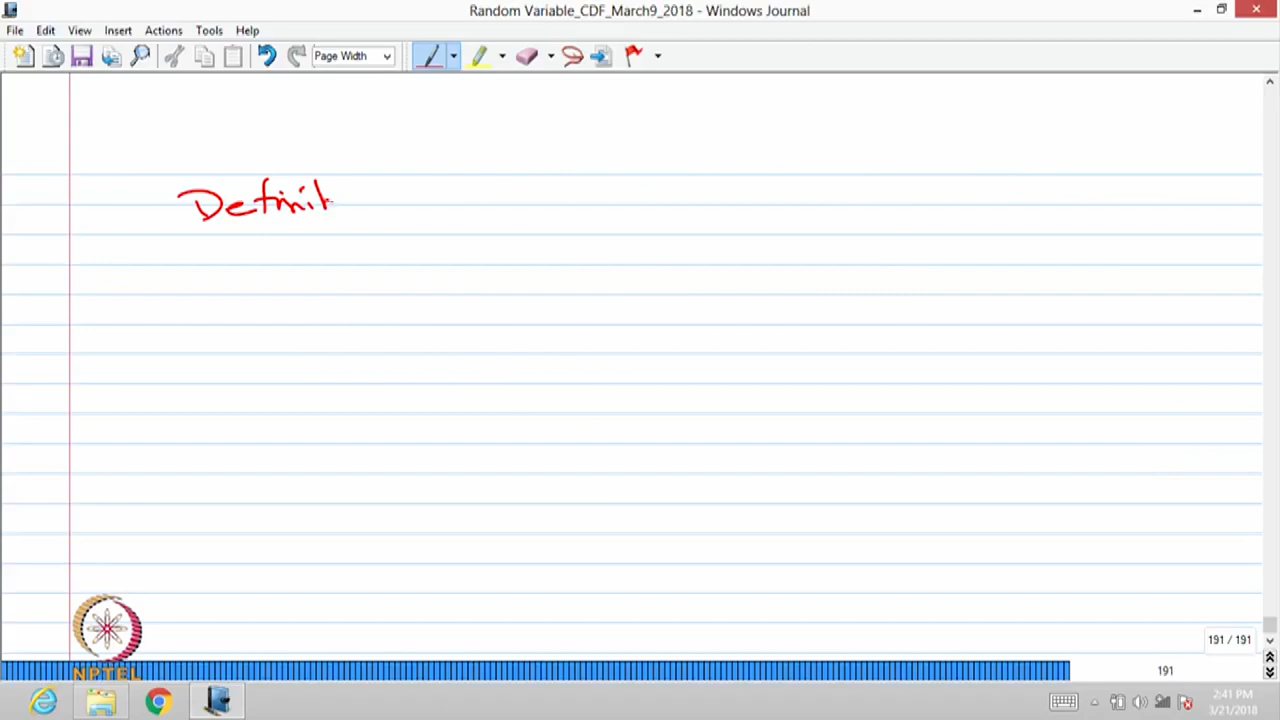 Random Variable_CDF_March9_2018 - Windows Journal
File Edit View Insert Actions Tools Help
Page Width
Definit
191 / 191
191
NPTEL
2:41 PM
3/21/2018